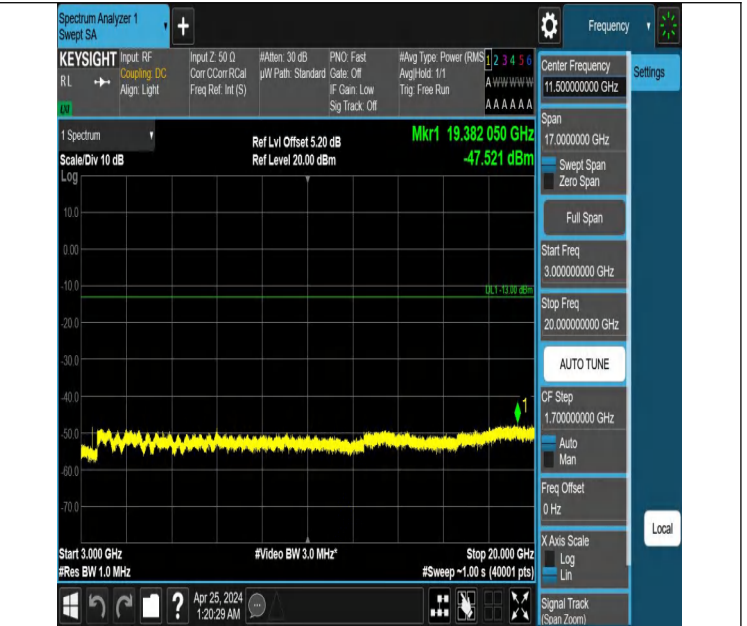 Spectrum Analyzer 1
Swept SA
Frequency
KEYSIGHT
RL
Input: RF
Coupling: DC
Align: Light
Input Z: 50 Ω
Corr CCorr RCal
Freq Ref: Int (S)
#Atten: 30 dB
µW Path: Standard
PNO: Fast
Gate: Off
IF Gain: Low
Sig Track: Off
#Avg Type: Power (RMS
Avg|Hold: 1/1
Trig: Free Run
1 2 3 4 5 6
A W W W W W
A A A A A A
LNI
1 Spectrum
Scale/Div 10 dB
Log
Ref Lvl Offset 5.20 dB
Ref Level 20.00 dBm
Mkr1 19.382 050 GHz
-47.521 dBm
10.0
0.00
-10.0
-20.0
-30.0
-40.0
-50.0
-60.0
-70.0
DL1 -13.00 dBm
1
Start 3.000 GHz
#Res BW 1.0 MHz
#Video BW 3.0 MHz*
Stop 20.000 GHz
#Sweep ~1.00 s (40001 pts)
Center Frequency
11.500000000 GHz
Settings
Span
17.0000000 GHz
Swept Span
Zero Span
Full Span
Start Freq
3.000000000 GHz
Stop Freq
20.000000000 GHz
AUTO TUNE
CF Step
1.700000000 GHz
Auto
Man
Freq Offset
0 Hz
X Axis Scale
Log
Lin
Local
Signal Track
(Span Zoom)
?
Apr 25, 2024
1:20:29 AM